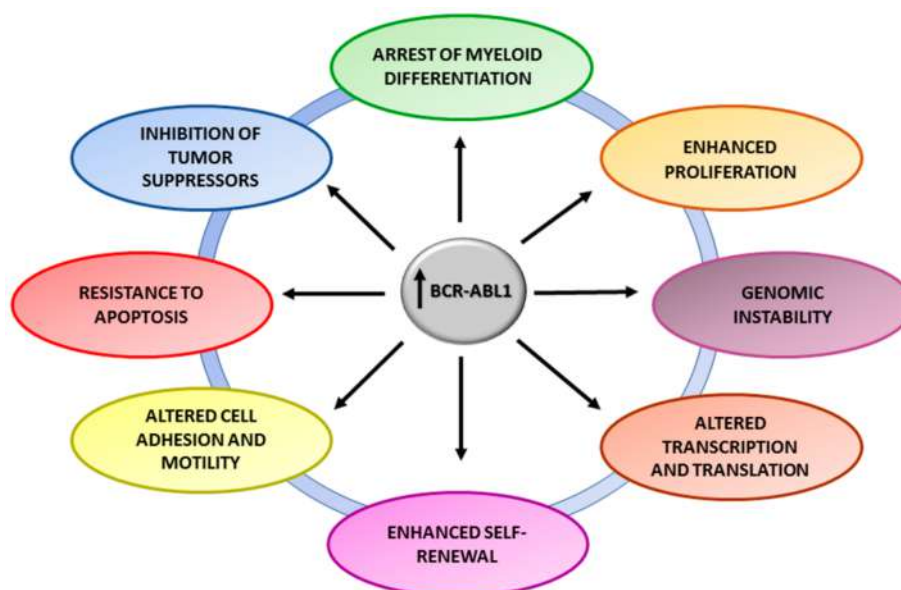 ARREST OF MYELOID
DIFFERENTIATION
INHIBITION OF
TUMOR
SUPPRESSORS
ENHANCED
PROLIFERATION
RESISTANCE TO
APOPTOSIS
BCR-ABL1
GENOMIC
INSTABILITY
ALTERED CELL
ADHESION AND
MOTILITY
ALTERED
TRANSCRIPTION
AND TRANSLATION
ENHANCED SELF-
RENEWAL